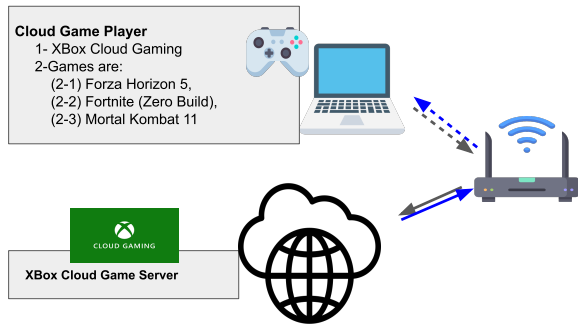 Cloud Game Player
1- XBox Cloud Gaming
2-Games are:
(2-1) Forza Horizon 5,
(2-2) Fortnite (Zero Build),
(2-3) Mortal Kombat 11
CLOUD GAMING
XBox Cloud Game Server